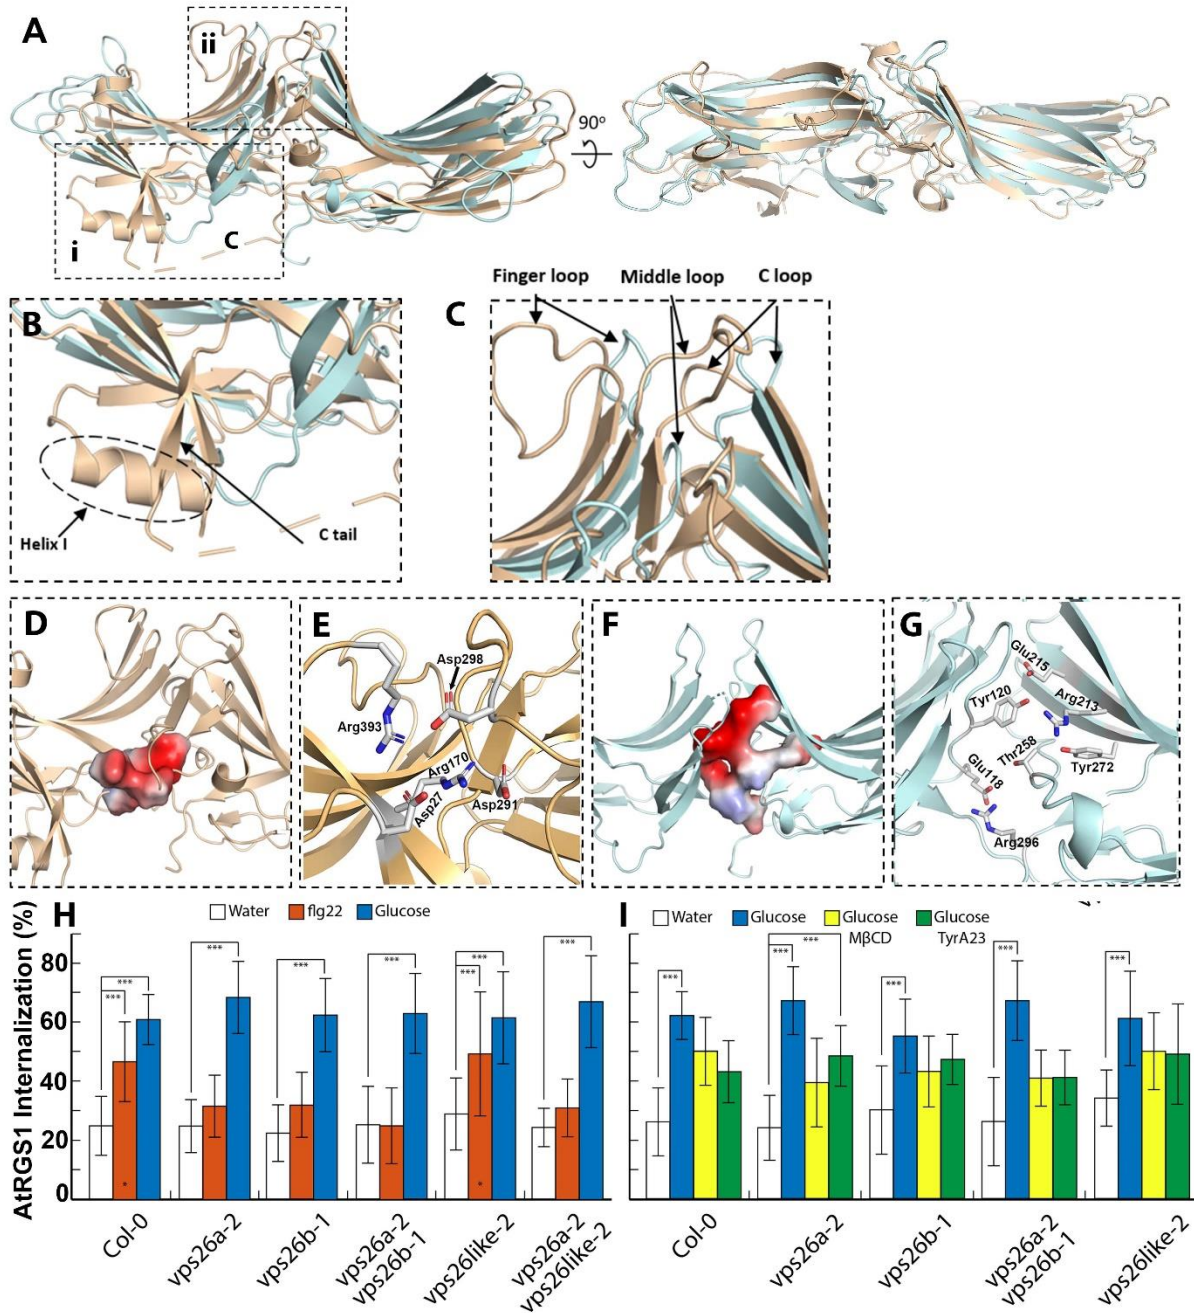 A
ii
90°
i
C
B
Helix I
C tail
C
Finger loop
Middle loop
C loop
D
E
Asp298
Arg393
Arg170
Asp27
Asp291
F
G
Glu215
Tyr120
Arg213
Thr258
Tyr272
Glu118
Arg296
H
Water
flg22
Glucose
AtRGS1 Internalization (%)
80
60
40
20
0
***
***
***
***
***
***
***
***
*
*
Col-0
vps26a-2
vps26b-1
vps26a-2
vps26b-1
vps26like-2
vps26a-2
vps26like-2
I
Water
Glucose
Glucose
MβCD
Glucose
TyrA23
***
***
***
***
***
***
Col-0
vps26a-2
vps26b-1
vps26a-2
vps26b-1
vps26like-2